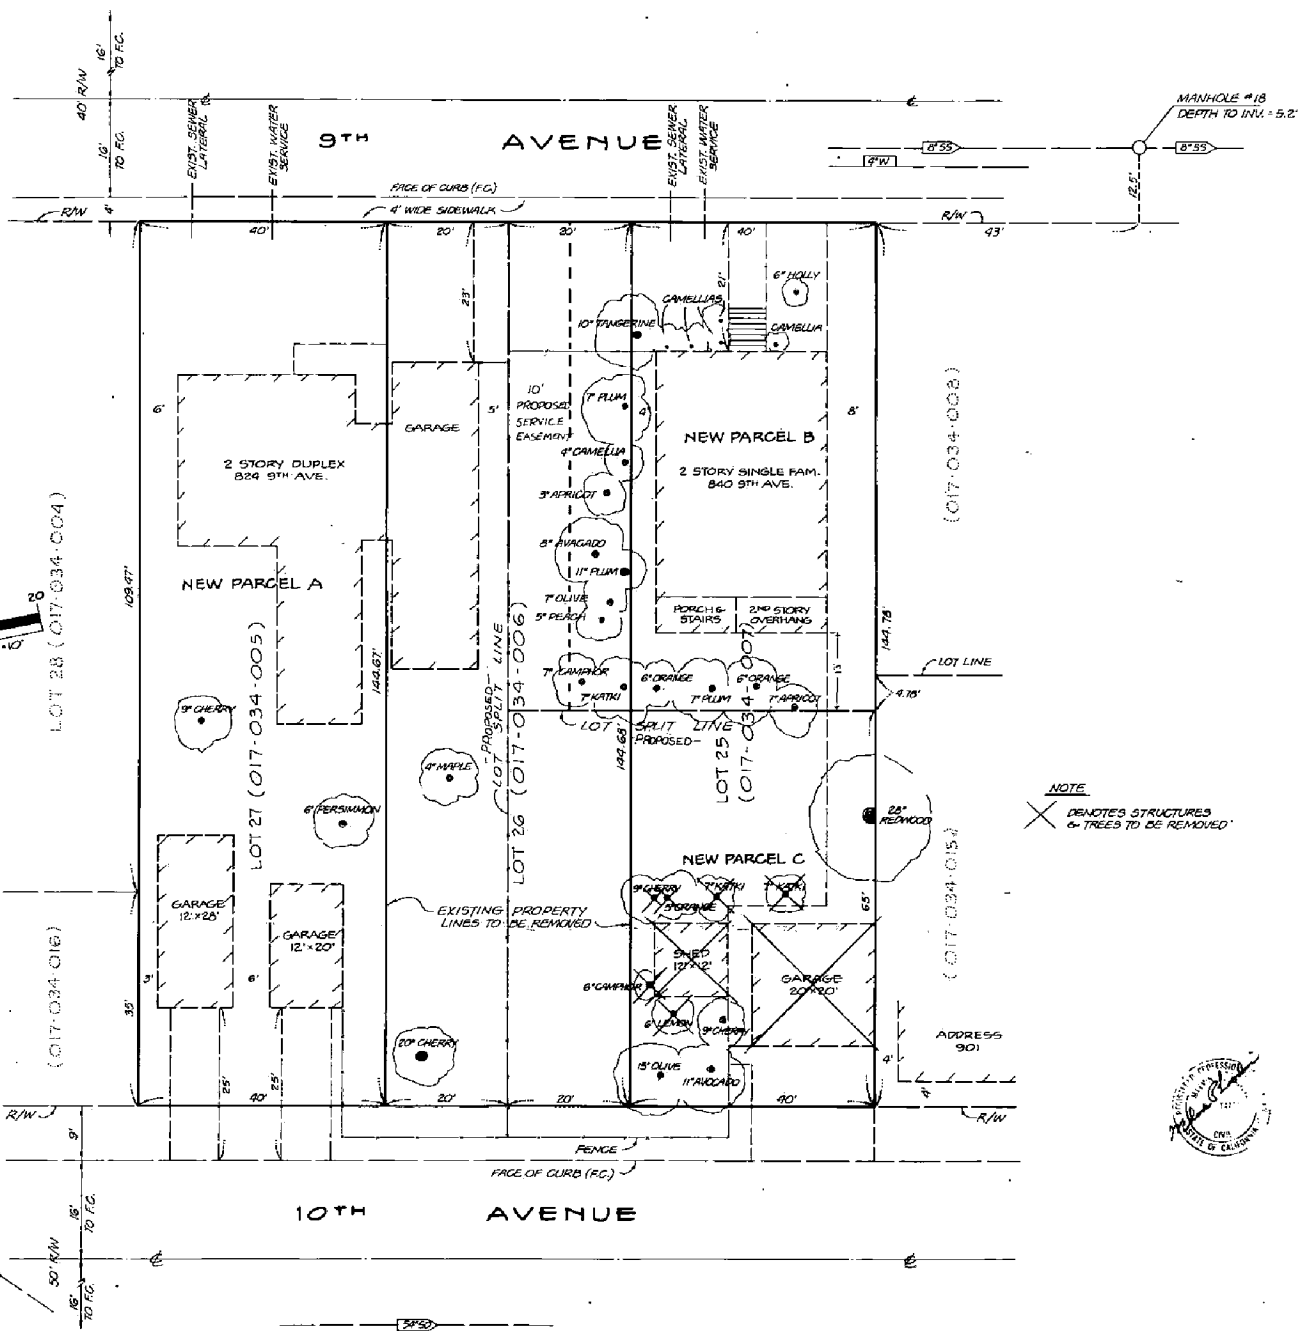 16'
TO F.C.
40' R/W
16'
TO F.C.
4'
EXIST. SEWER
LATERAL
EXIST. WATER
SERVICE
9TH AVENUE
EXIST. SEWER
LATERAL
EXIST. WATER
SERVICE
MANHOLE #18
DEPTH TO INV. = 5.2'
8"SS
8"SS
4"W
12.5'
FACE OF CURB (F.C.)
4' WIDE SIDEWALK
R/W
R/W
40'
20'
20'
40'
43'
23'
21'
6" HOLLY
CAMELLIAS
10" TANGERINE
CAMELLIA
6'
GARAGE
5'
10'
PROPOSED
SERVICE
EASEMENT
7" PLUM
4'
4" CAMELLIA
3" APRICOT
8" AVAGADO
11" PLUM
7" OLIVE
5" PEACH
NEW PARCEL B
2 STORY SINGLE FAM.
840 9TH AVE.
8'
(017-034-008)
2 STORY DUPLEX
824 9TH AVE.
NEW PARCEL A
LOT 28 (017-034-004)
109.47'
20
10'
PORCH &
STAIRS
2ND STORY
OVERHANG
144.78'
LOT LINE
4.78'
13'
7" CAMPHOR
7" KATKI
6" ORANGE
7" PLUM
6" ORANGE
7" APRICOT
LOT SPLIT LINE
-PROPOSED-
144.67'
144.68'
-PROPOSED-
LOT SPLIT LINE
LOT 27 (017-034-005)
LOT 26 (017-034-006)
LOT 25
(017-034-007)
9" CHERRY
4" MAPLE
6" PERSIMMON
28"
REDWOOD
NOTE
DENOTES STRUCTURES
& TREES TO BE REMOVED
NEW PARCEL C
9" CHERRY
5" ORANGE
7" KATKI
7" KATKI
65'
(017-034-015)
EXISTING PROPERTY
LINES TO BE REMOVED
GARAGE
12'x28'
GARAGE
12'x20'
3'
6'
35'
(017-034-016)
SHED
12'x12'
GARAGE
20'x20'
6" LEMON
9" CHERRY
20" CHERRY
11" AVOCADO
ADDRESS
901
4'
4'
25'
25'
40'
20'
20'
40'
R/W
R/W
9'
FENCE
FACE OF CURB (F.C.)
10TH AVENUE
16'
TO F.C.
50' R/W
16'
TO F.C.
CIVIL
STATE OF CALIFORNIA